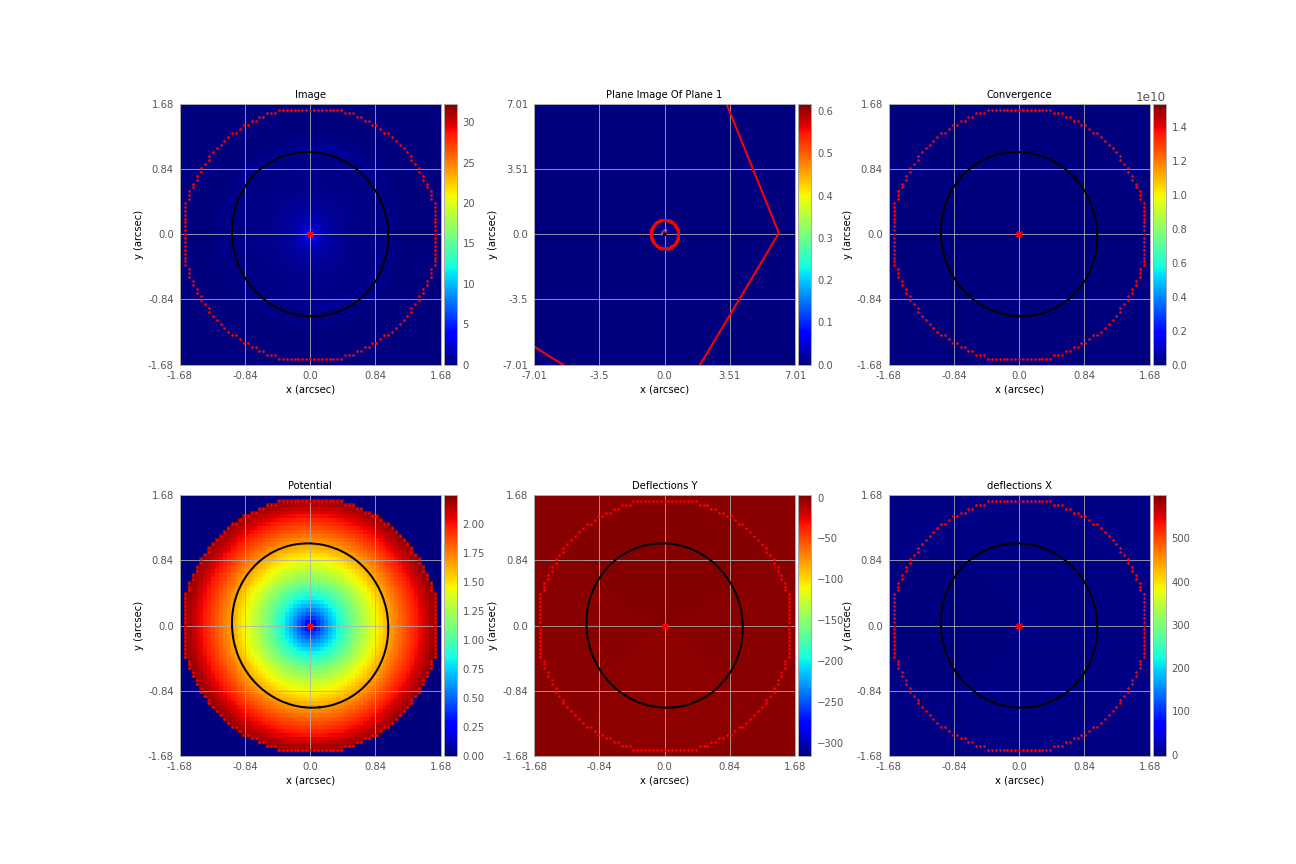 Image
1.68
0.84
0.0
-0.84
-1.68
y (arcsec)
-1.68 -0.84 0.0 0.84 1.68
x (arcsec)
30
25
20
15
10
5
0
Plane Image Of Plane 1
7.01
3.51
0.0
-3.5
-7.01
y (arcsec)
-7.01 -3.5 0.0 3.51 7.01
x (arcsec)
0.6
0.5
0.4
0.3
0.2
0.1
0.0
Convergence
1e10
1.68
0.84
0.0
-0.84
-1.68
y (arcsec)
-1.68 -0.84 0.0 0.84 1.68
x (arcsec)
1.4
1.2
1.0
0.8
0.6
0.4
0.2
0.0
Potential
1.68
0.84
0.0
-0.84
-1.68
y (arcsec)
-1.68 -0.84 0.0 0.84 1.68
x (arcsec)
2.00
1.75
1.50
1.25
1.00
0.75
0.50
0.25
0.00
Deflections Y
1.68
0.84
0.0
-0.84
-1.68
y (arcsec)
-1.68 -0.84 0.0 0.84 1.68
x (arcsec)
0
−50
−100
−150
−200
−250
−300
deflections X
1.68
0.84
0.0
-0.84
-1.68
y (arcsec)
-1.68 -0.84 0.0 0.84 1.68
x (arcsec)
500
400
300
200
100
0